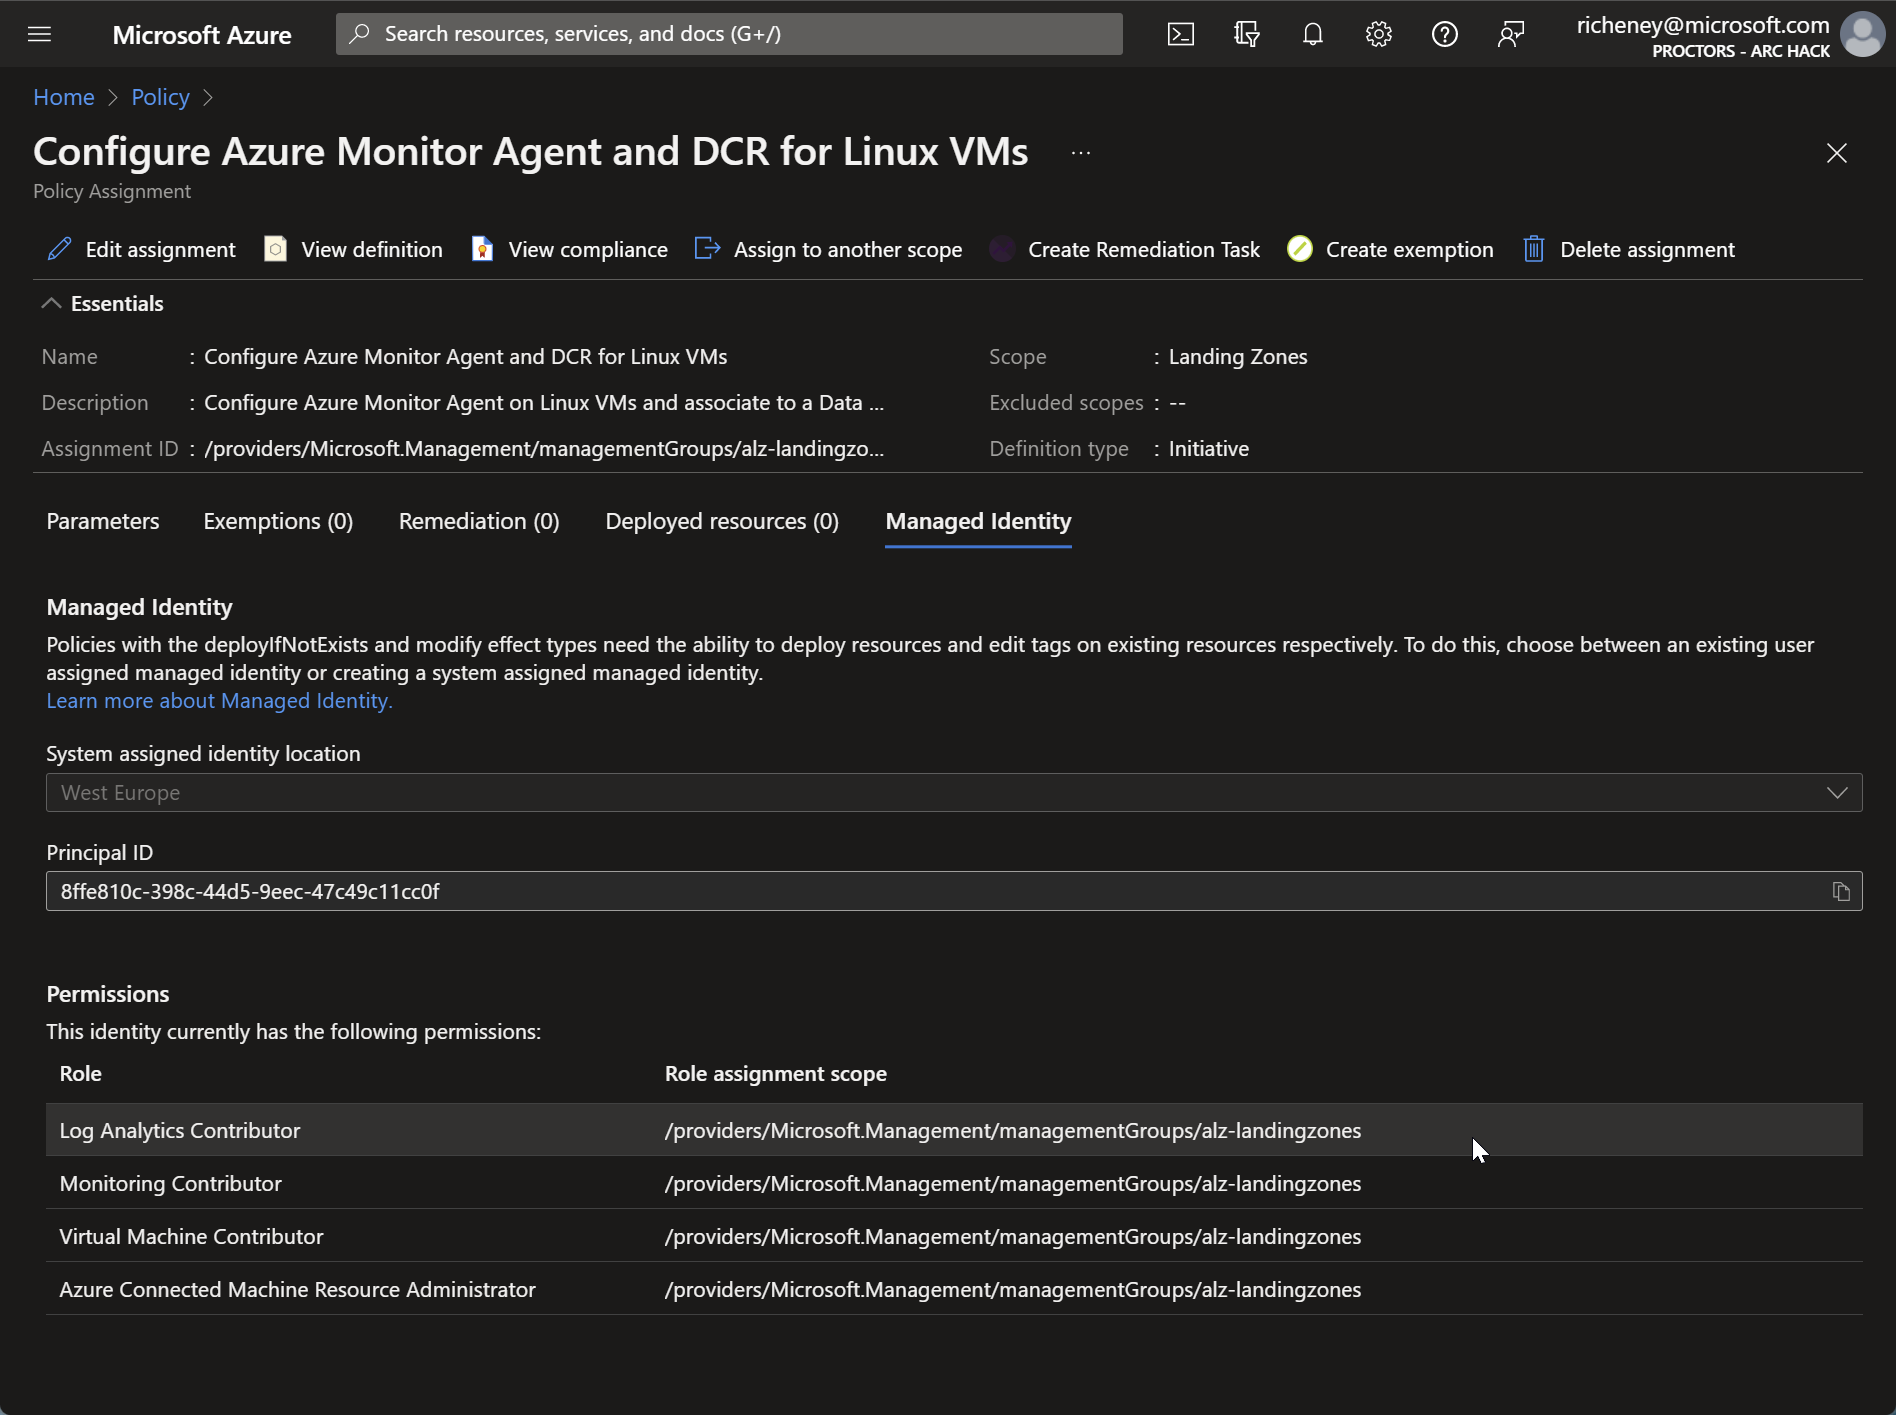 Microsoft Azure
Search resources, services, and docs (G+/)
richeney@microsoft.com
PROCTORS - ARC HACK
Home > Policy >
Configure Azure Monitor Agent and DCR for Linux VMs ...
Policy Assignment
Edit assignment View definition View compliance Assign to another scope Create Remediation Task Create exemption Delete assignment
Essentials
Name : Configure Azure Monitor Agent and DCR for Linux VMs Scope : Landing Zones
Description : Configure Azure Monitor Agent on Linux VMs and associate to a Data ... Excluded scopes : --
Assignment ID : /providers/Microsoft.Management/managementGroups/alz-landingzo... Definition type : Initiative
Parameters Exemptions (0) Remediation (0) Deployed resources (0) Managed Identity
Managed Identity
Policies with the deployIfNotExists and modify effect types need the ability to deploy resources and edit tags on existing resources respectively. To do this, choose between an existing user
assigned managed identity or creating a system assigned managed identity.
Learn more about Managed Identity.
System assigned identity location
West Europe
Principal ID
8ffe810c-398c-44d5-9eec-47c49c11cc0f
Permissions
This identity currently has the following permissions:
Role Role assignment scope
Log Analytics Contributor /providers/Microsoft.Management/managementGroups/alz-landingzones
Monitoring Contributor /providers/Microsoft.Management/managementGroups/alz-landingzones
Virtual Machine Contributor /providers/Microsoft.Management/managementGroups/alz-landingzones
Azure Connected Machine Resource Administrator /providers/Microsoft.Management/managementGroups/alz-landingzones